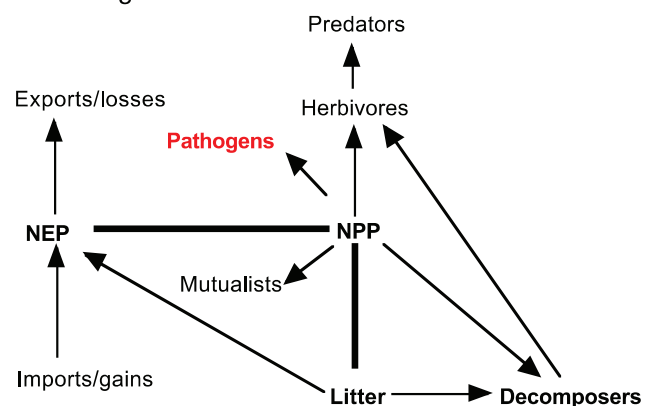 Predators
Exports/losses
Herbivores
Pathogens
NEP
NPP
Mutualists
Imports/gains
Litter
Decomposers